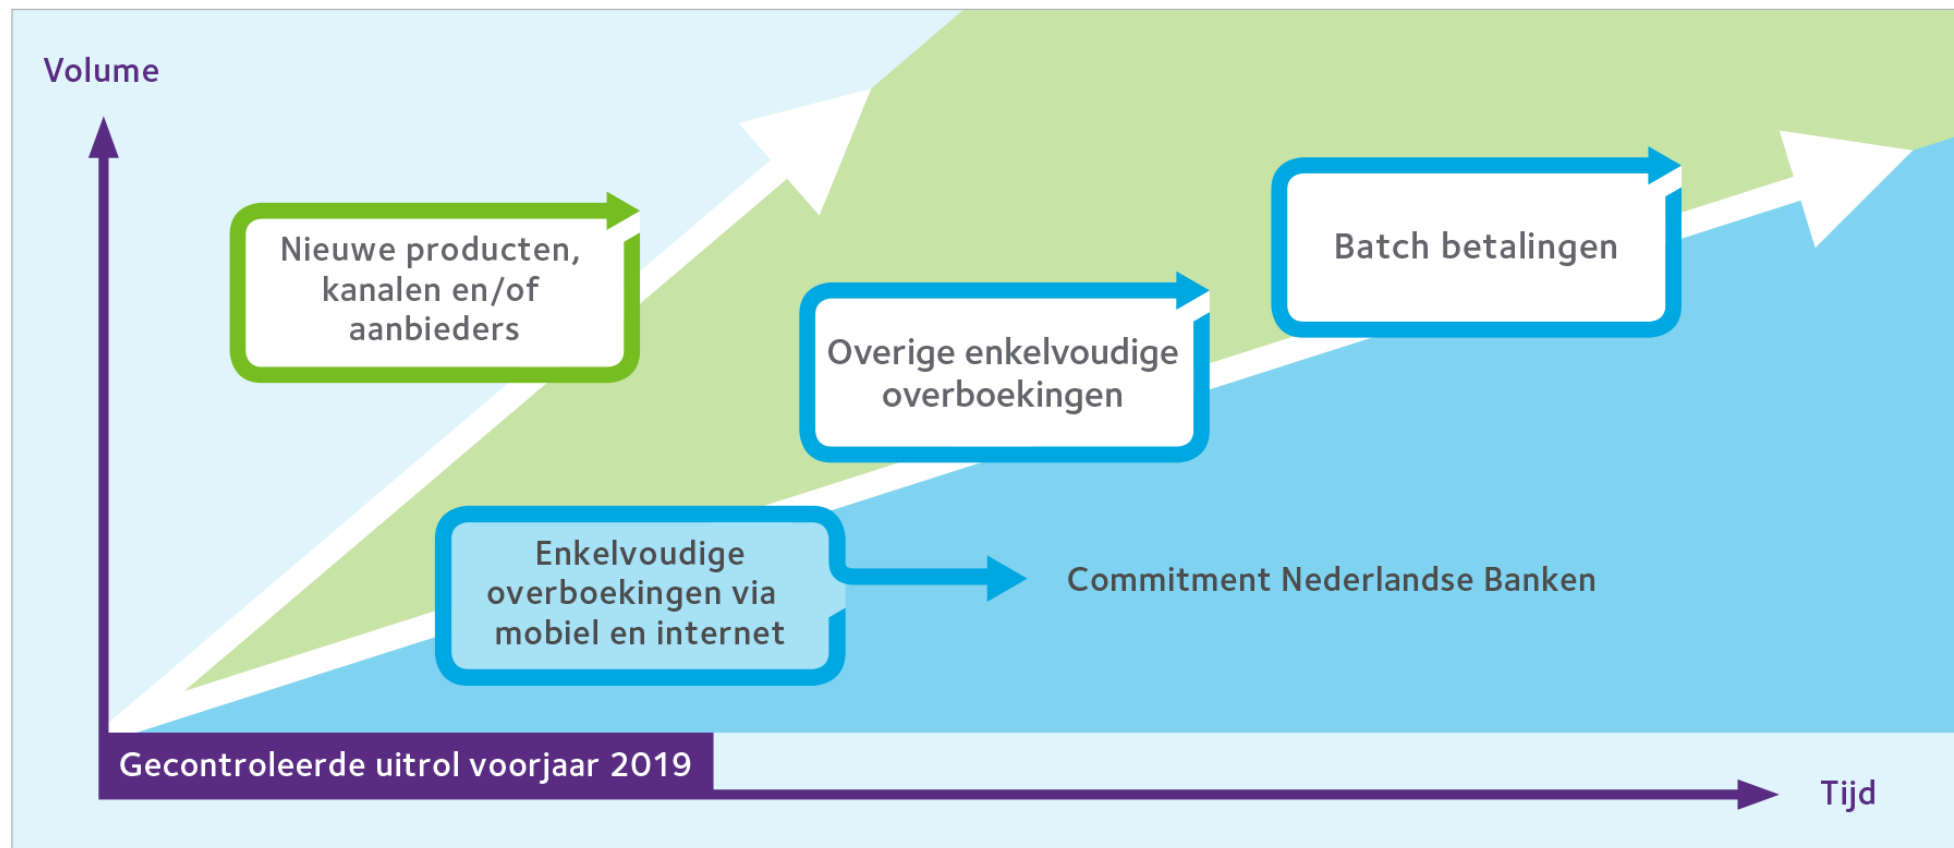 Volume
Nieuwe producten,
kanalen en/of
aanbieders
Batch betalingen
Overige enkelvoudige
overboekingen
Enkelvoudige
overboekingen via
mobiel en internet
Commitment Nederlandse Banken
Gecontroleerde uitrol voorjaar 2019
Tijd